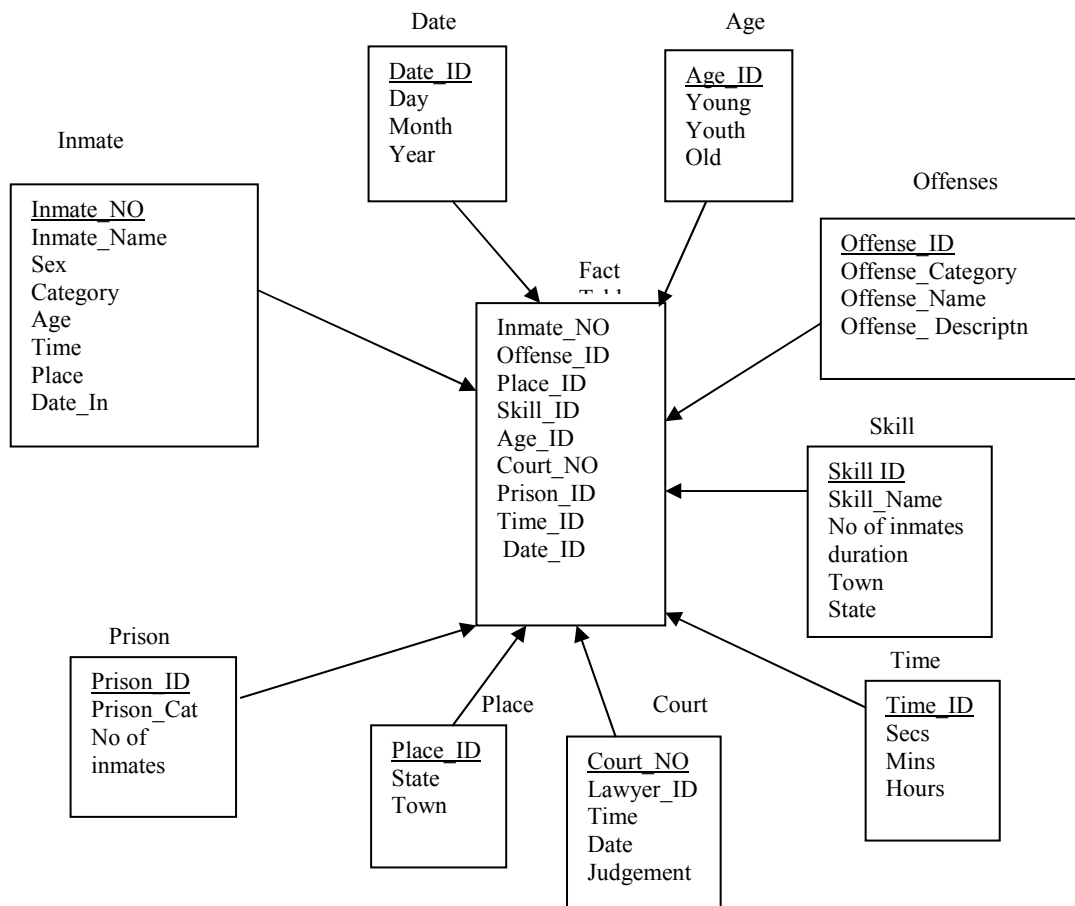 Date
Date_ID
Day
Month
Year
Age
Age_ID
Young
Youth
Old
Inmate
Inmate_NO
Inmate_Name
Sex
Category
Age
Time
Place
Date_In
Offenses
Offense_ID
Offense_Category
Offense_Name
Offense_ Descriptn
Fact
Inmate_NO
Offense_ID
Place_ID
Skill_ID
Age_ID
Court_NO
Prison_ID
Time_ID
Date_ID
Skill
Skill ID
Skill_Name
No of inmates
duration
Town
State
Prison
Prison_ID
Prison_Cat
No of
inmates
Place
Place_ID
State
Town
Court
Court_NO
Lawyer_ID
Time
Date
Judgement
Time
Time_ID
Secs
Mins
Hours